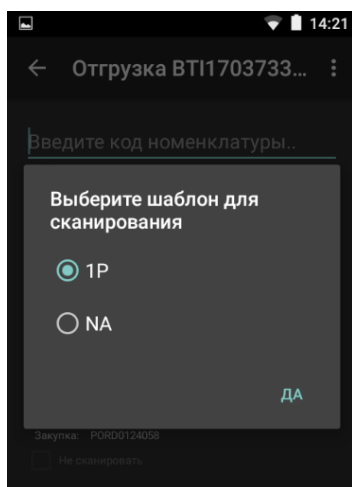 14:21
Отгрузка BTI1703733...
Введите код номенклатуры..
Выберите шаблон для
сканирования
1P
NA
ДА
Закупка: PORD0124058
Не сканировать